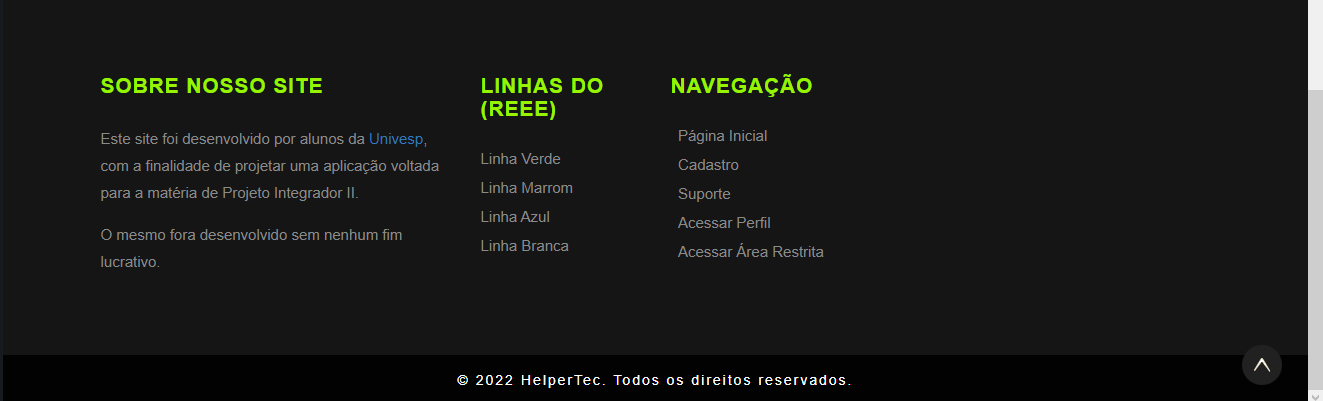 SOBRE NOSSO SITE
Este site foi desenvolvido por alunos da Univesp,
com a finalidade de projetar uma aplicação voltada
para a matéria de Projeto Integrador II.
O mesmo fora desenvolvido sem nenhum fim
lucrativo.
LINHAS DO
(REEE)
Linha Verde
Linha Marrom
Linha Azul
Linha Branca
NAVEGAÇÃO
Página Inicial
Cadastro
Suporte
Acessar Perfil
Acessar Área Restrita
© 2022 HelperTec. Todos os direitos reservados.